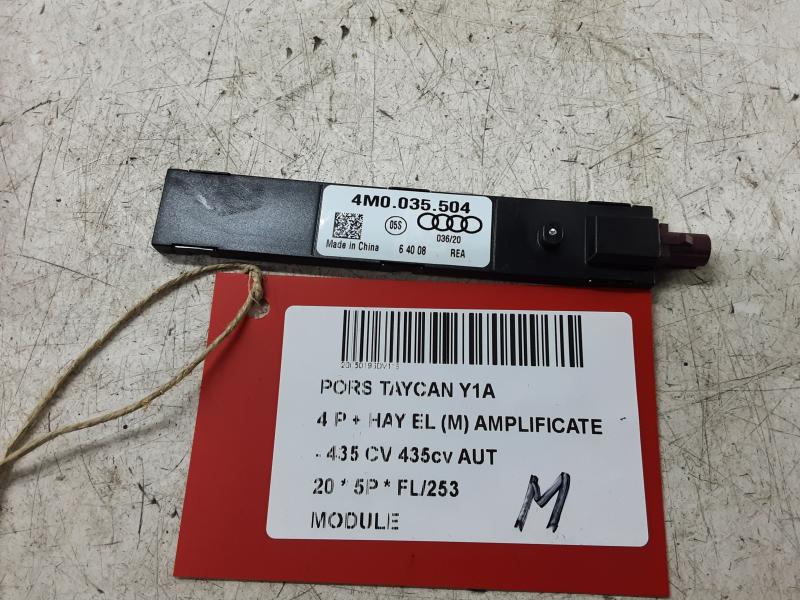 4M0.035.504
05S
036/20
Made in China
6 40 08
REA
PORS TAYCAN Y1A
4 P + HAY EL (M) AMPLIFICATE
- 435 CV 435cv AUT
20 * 5P * FL/253
MODULE
M